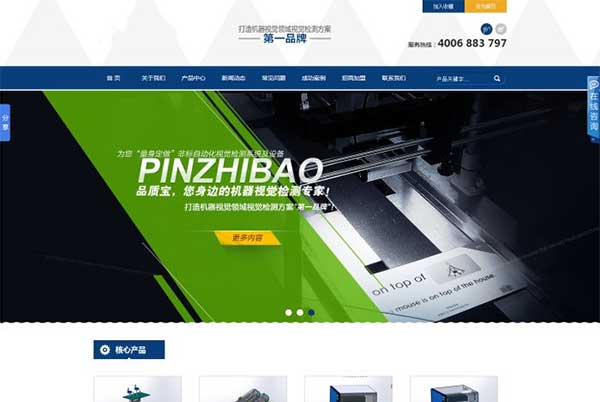 加入收藏
设为首页
打造机器视觉领域视觉检测方案
第一品牌
服务热线：4006 883 797
首 页
关于我们
产品中心
新闻动态
常见问题
成功案例
招商加盟
联系我们
产品关键字...
分享
在线咨询
为您“量身定做”非标自动化视觉检测系统及设备
PINZHIBAO
品质宝，您身边的机器视觉检测专家！
打造机器视觉领域视觉检测方案“第一品牌”！
更多内容
on top of
mouse is on top of the house.
核心产品